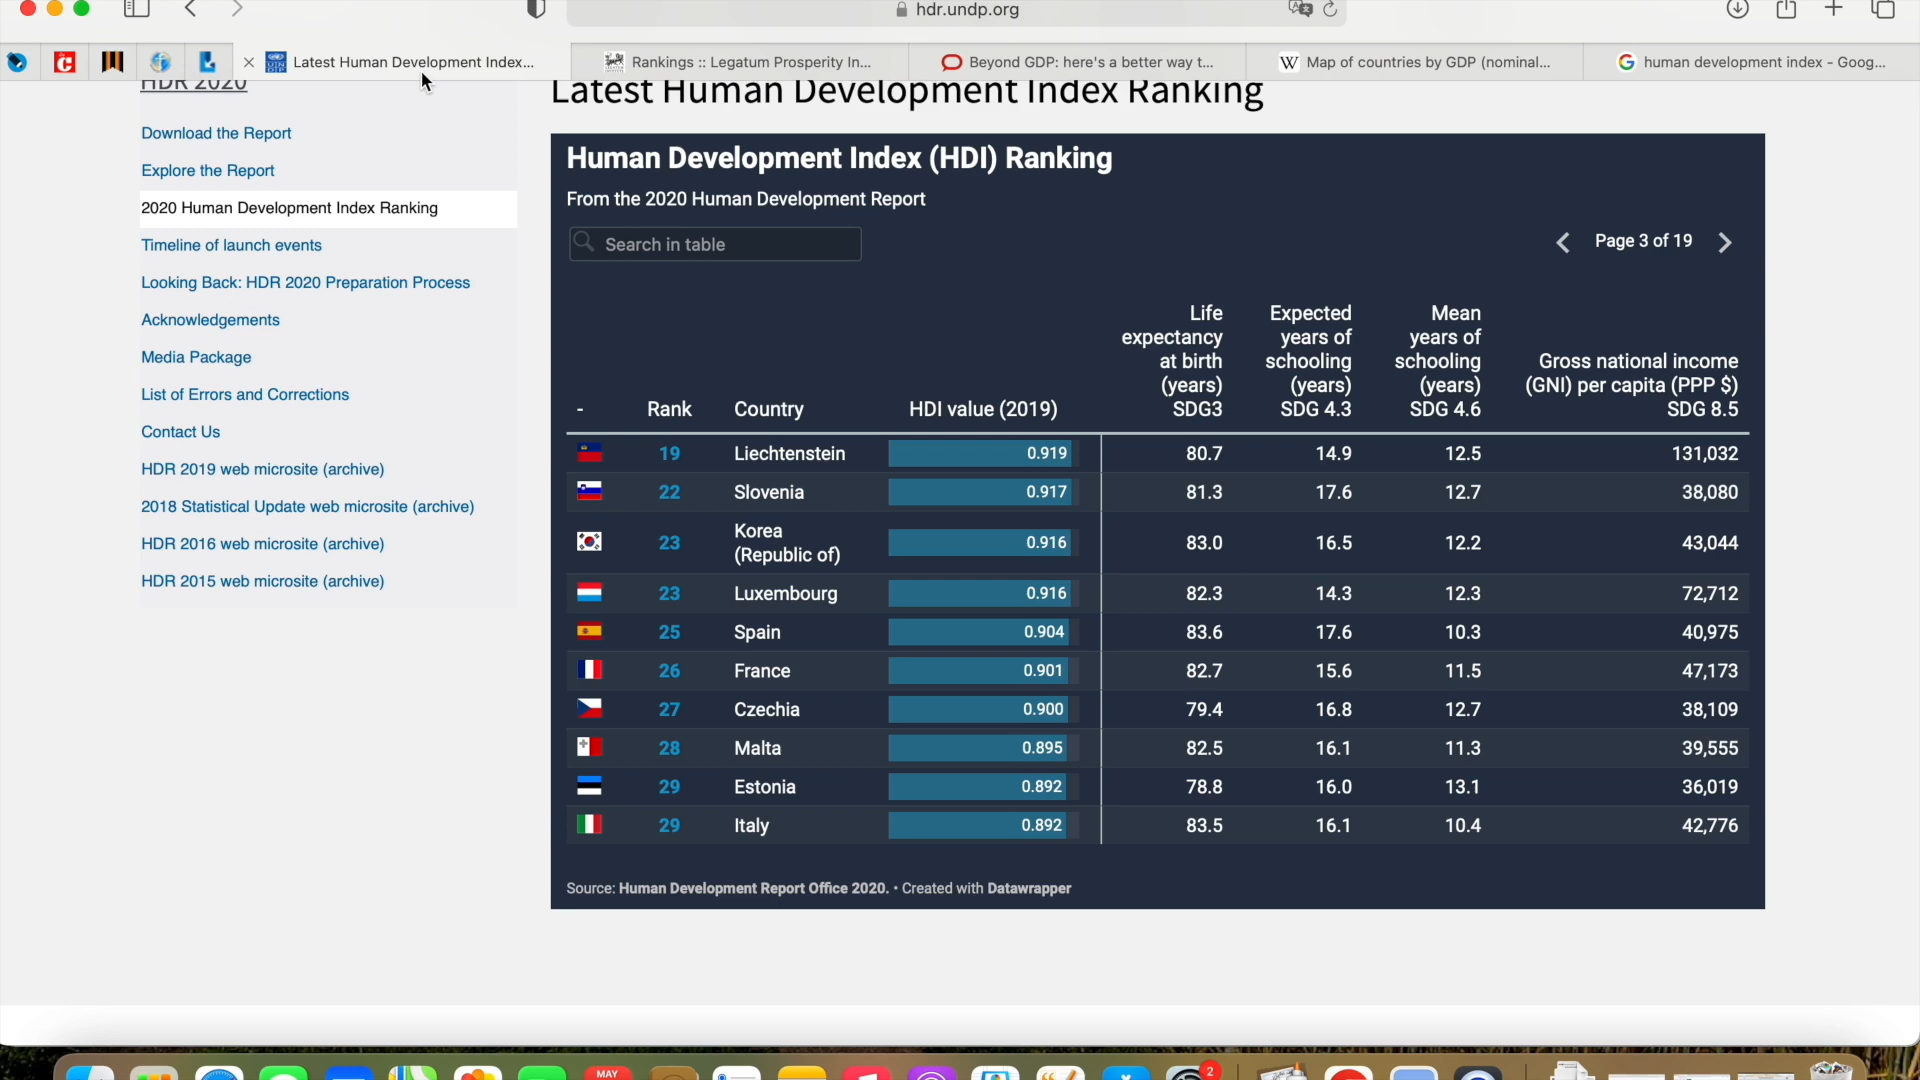 hdr.undp.org
Latest Human Development Index...
Rankings :: Legatum Prosperity In...
Beyond GDP: here's a better way t...
W Map of countries by GDP (nominal...
G human development index - Goog...
HDR 2020
Download the Report
Explore the Report
2020 Human Development Index Ranking
Timeline of launch events
Looking Back: HDR 2020 Preparation Process
Acknowledgements
Media Package
List of Errors and Corrections
Contact Us
HDR 2019 web microsite (archive)
2018 Statistical Update web microsite (archive)
HDR 2016 web microsite (archive)
HDR 2015 web microsite (archive)
Latest Human Development Index Ranking
Human Development Index (HDI) Ranking
From the 2020 Human Development Report
Search in table
Page 3 of 19
- Rank Country HDI value (2019) Life expectancy at birth (years) SDG3 Expected years of schooling (years) SDG 4.3 Mean years of schooling (years) SDG 4.6 Gross national income (GNI) per capita (PPP $) SDG 8.5
19 Liechtenstein 0.919 80.7 14.9 12.5 131,032
22 Slovenia 0.917 81.3 17.6 12.7 38,080
23 Korea (Republic of) 0.916 83.0 16.5 12.2 43,044
23 Luxembourg 0.916 82.3 14.3 12.3 72,712
25 Spain 0.904 83.6 17.6 10.3 40,975
26 France 0.901 82.7 15.6 11.5 47,173
27 Czechia 0.900 79.4 16.8 12.7 38,109
28 Malta 0.895 82.5 16.1 11.3 39,555
29 Estonia 0.892 78.8 16.0 13.1 36,019
29 Italy 0.892 83.5 16.1 10.4 42,776
Source: Human Development Report Office 2020. • Created with Datawrapper
MAY
2